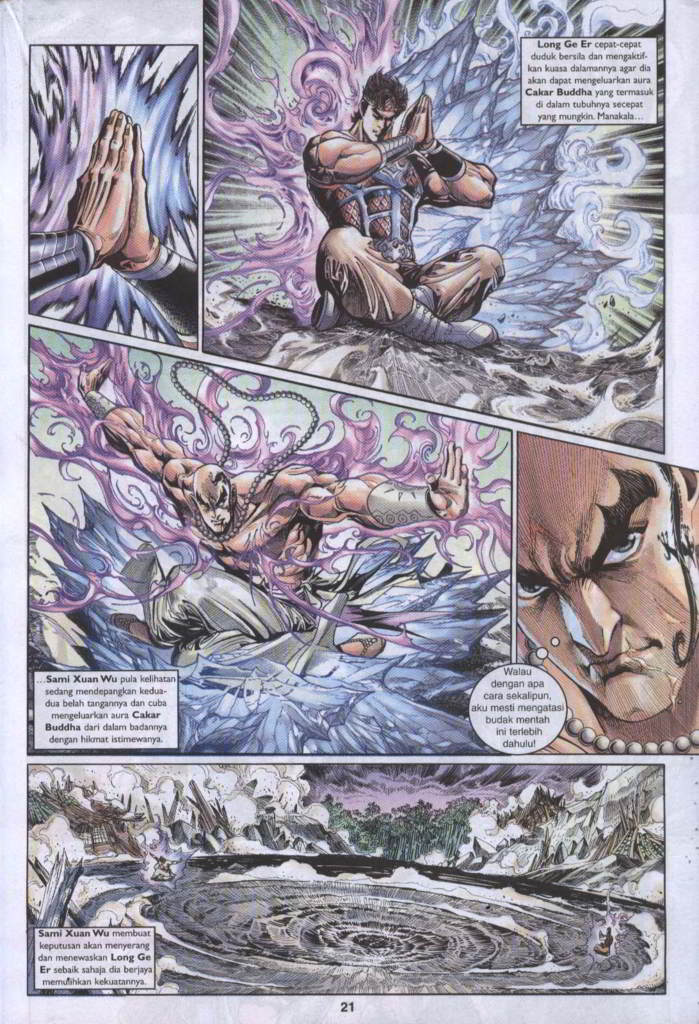 Long Ge Er cepat-cepat
duduk bersila dan mengaktif-
kan kuasa dalamannya agar dia
akan dapat mengeluarkan aura
Cakar Buddha yang termasuk
di dalam tubuhnya secepat
yang mungkin. Manakala...
...Sami Xuan Wu pula kelihatan
sedang mendepangkan kedua-
dua belah tangannya dan cuba
mengeluarkan aura Cakar
Buddha dari dalam badannya
dengan hikmat istimewanya.
Walau
dengan apa
cara sekalipun,
aku mesti mengatasi
budak mentah
ini terlebih
dahulu!
Sami Xuan Wu membuat
keputusan akan menyerang
dan menewaskan Long Ge
Er sebaik sahaja dia berjaya
memulihkan kekuatannya.
21